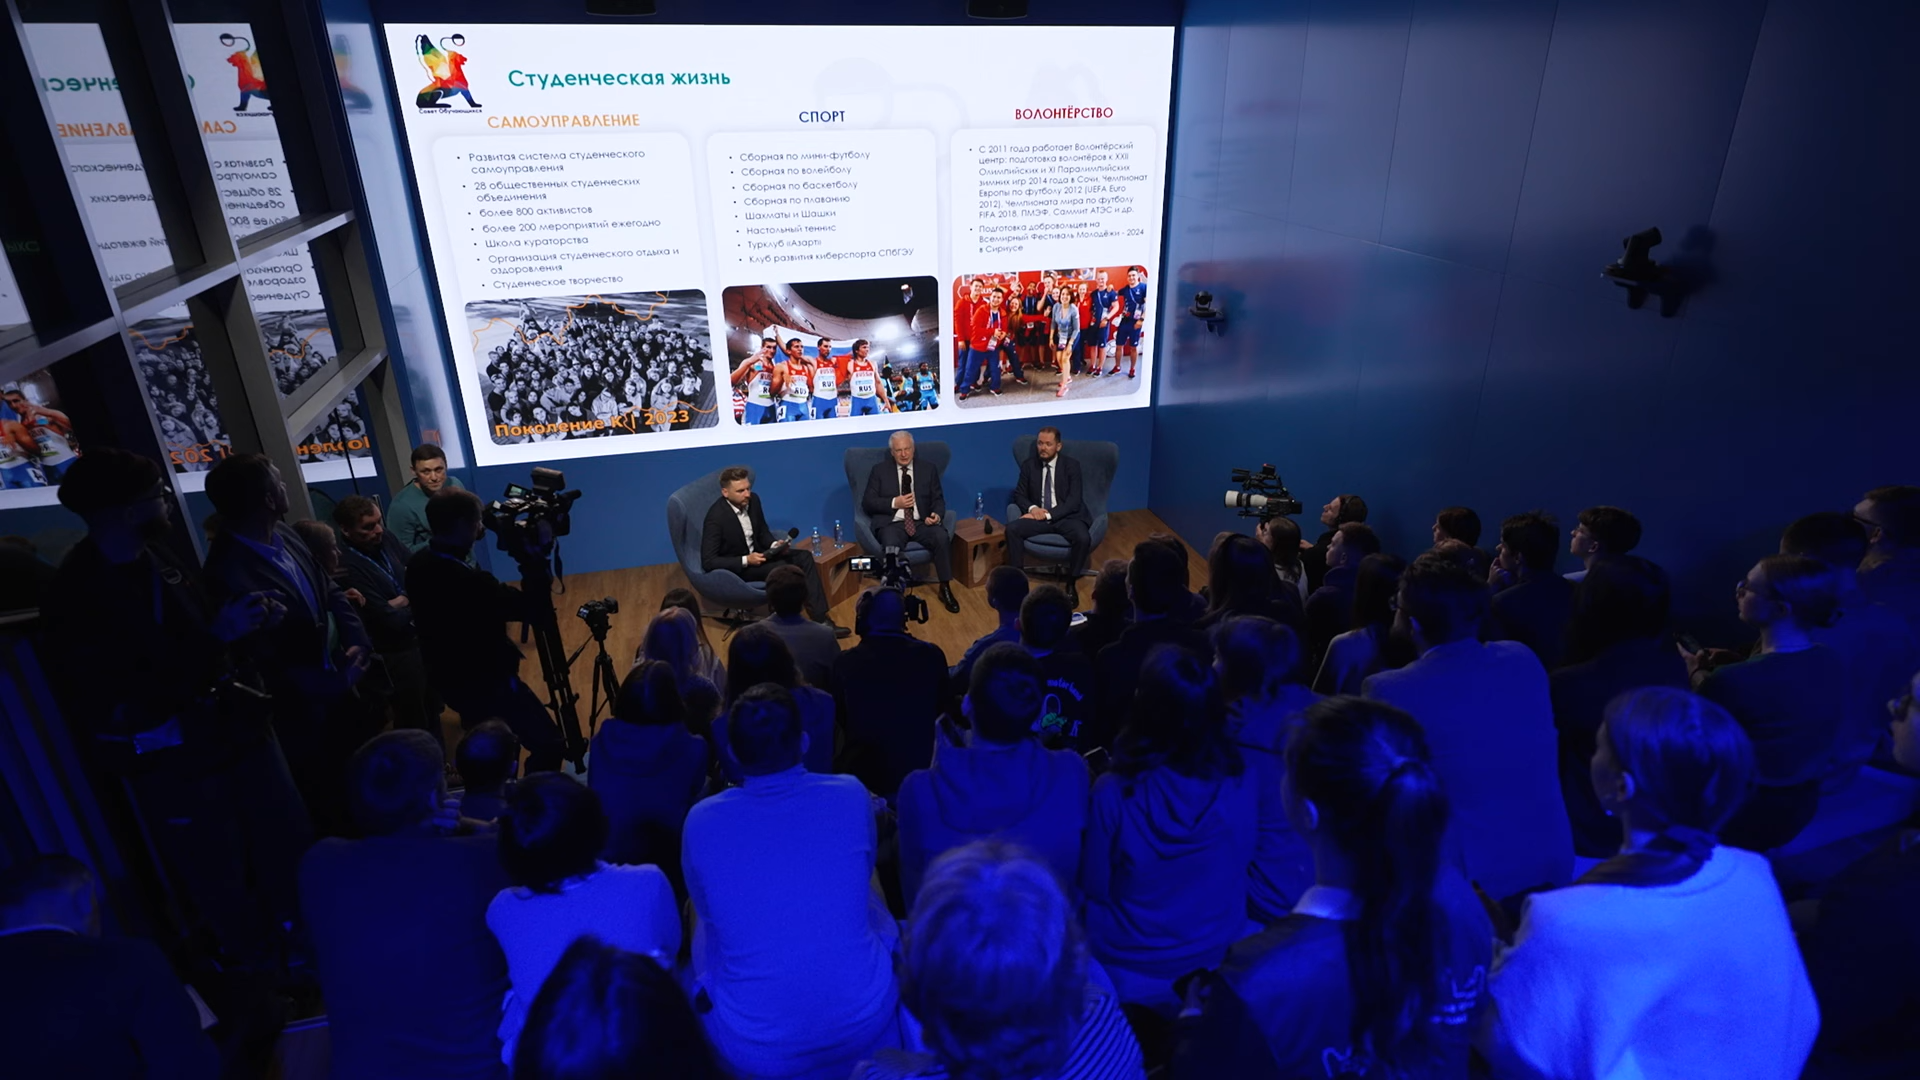 Совет Обучающихся
Студенческая жизнь
САМОУПРАВЛЕНИЕ
• Развитая система студенческого
самоуправления
• 28 общественных студенческих
объединения
• более 800 активистов
• более 200 мероприятий ежегодно
• Школа кураторства
• Организация студенческого отдыха и
оздоровления
• Студенческое творчество
Поколение К 2023
СПОРТ
• Сборная по мини-футболу
• Сборная по волейболу
• Сборная по баскетболу
• Сборная по плаванию
• Шахматы и Шашки
• Настольный теннис
• Турклуб «Азарт»
• Клуб развития киберспорта СПбГЭУ
RUS
RUS
ВОЛОНТЁРСТВО
• С 2011 года работает Волонтёрский
центр: подготовка волонтёров к XXII
Олимпийских и XI Паралимпийских
зимних игр 2014 года в Сочи, Чемпионат
Европы по футболу 2012 (UEFA Euro
2012), Чемпионата мира по футболу
FIFA 2018, ПМЭФ, Саммит АТЭС и др.
• Подготовка добровольцев на
Всемирный Фестиваль Молодёжи - 2024
в Сириусе